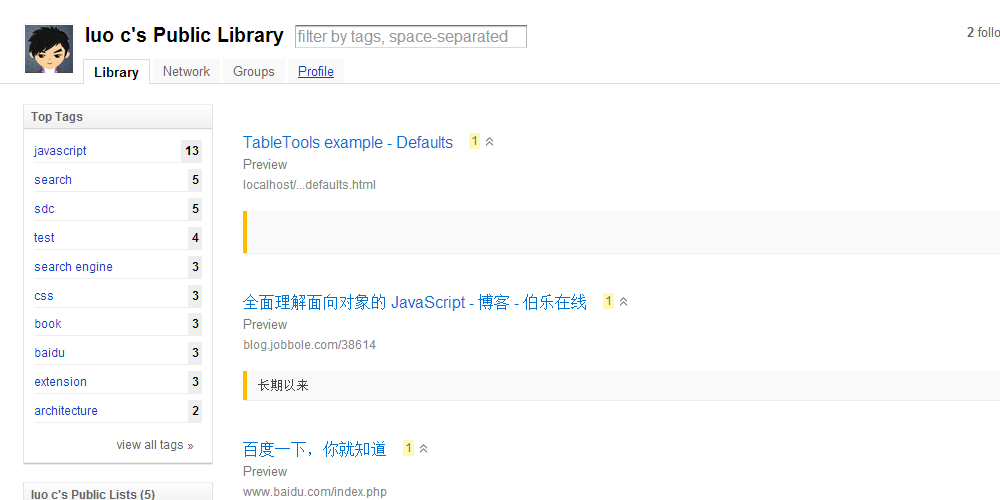 luo c's Public Library
filter by tags, space-separated
2 follo
Library
Network
Groups
Profile
Top Tags
javascript 13
search 5
sdc 5
test 4
search engine 3
css 3
book 3
baidu 3
extension 3
architecture 2
view all tags »
luo c's Public Lists (5)
TableTools example - Defaults 1
Preview
localhost/...defaults.html
全面理解面向对象的 JavaScript - 博客 - 伯乐在线 1
Preview
blog.jobbole.com/38614
长期以来
百度一下，你就知道 1
Preview
www.baidu.com/index.php